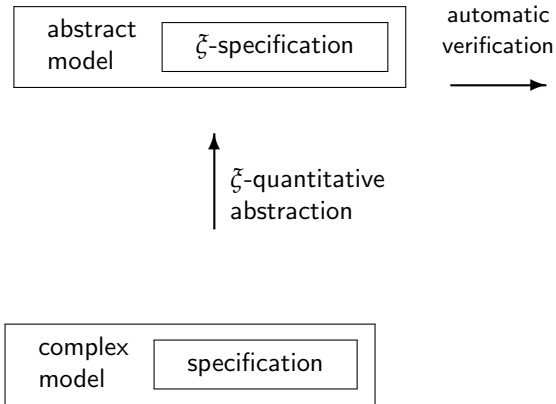 abstract
model
ξ-specification
automatic
verification
ξ-quantitative
abstraction
complex
model
specification